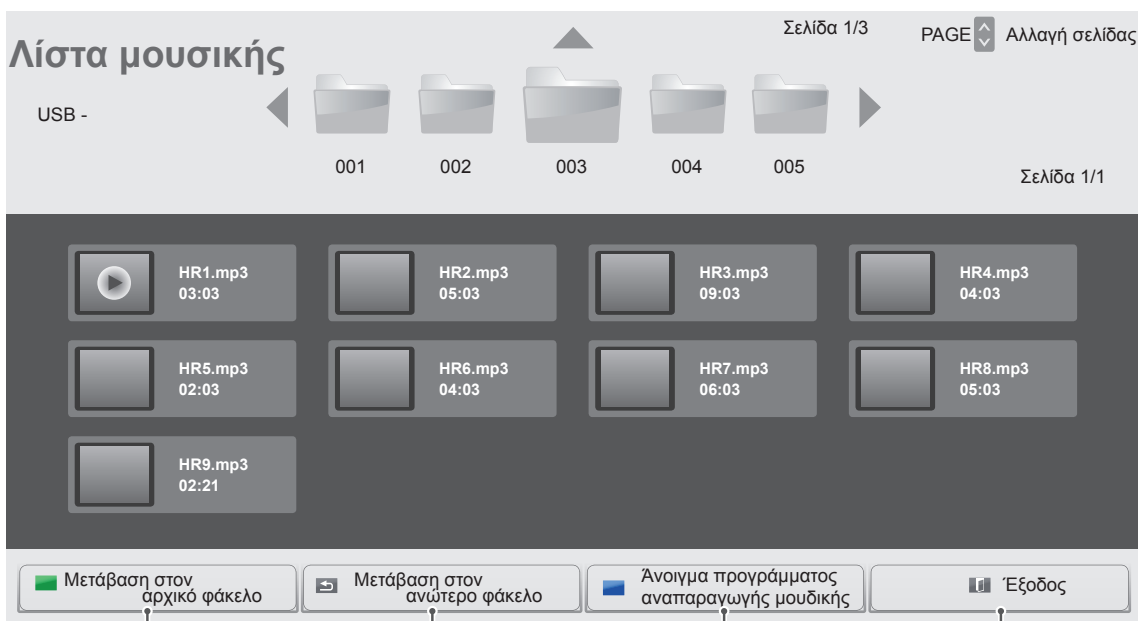 Λίστα μουσικής
Σελίδα 1/3
PAGE Αλλαγή σελίδας
USB -
001 002 003 004 005
Σελίδα 1/1
HR1.mp3
03:03
HR2.mp3
05:03
HR3.mp3
09:03
HR4.mp3
04:03
HR5.mp3
02:03
HR6.mp3
04:03
HR7.mp3
06:03
HR8.mp3
05:03
HR9.mp3
02:21
Μετάβαση στον
αρχικό φάκελο
Μετάβαση στον
ανώτερο φάκελο
Άνοιγμα προγράμματος
αναπαραγωγής μουδικής
Έξοδος